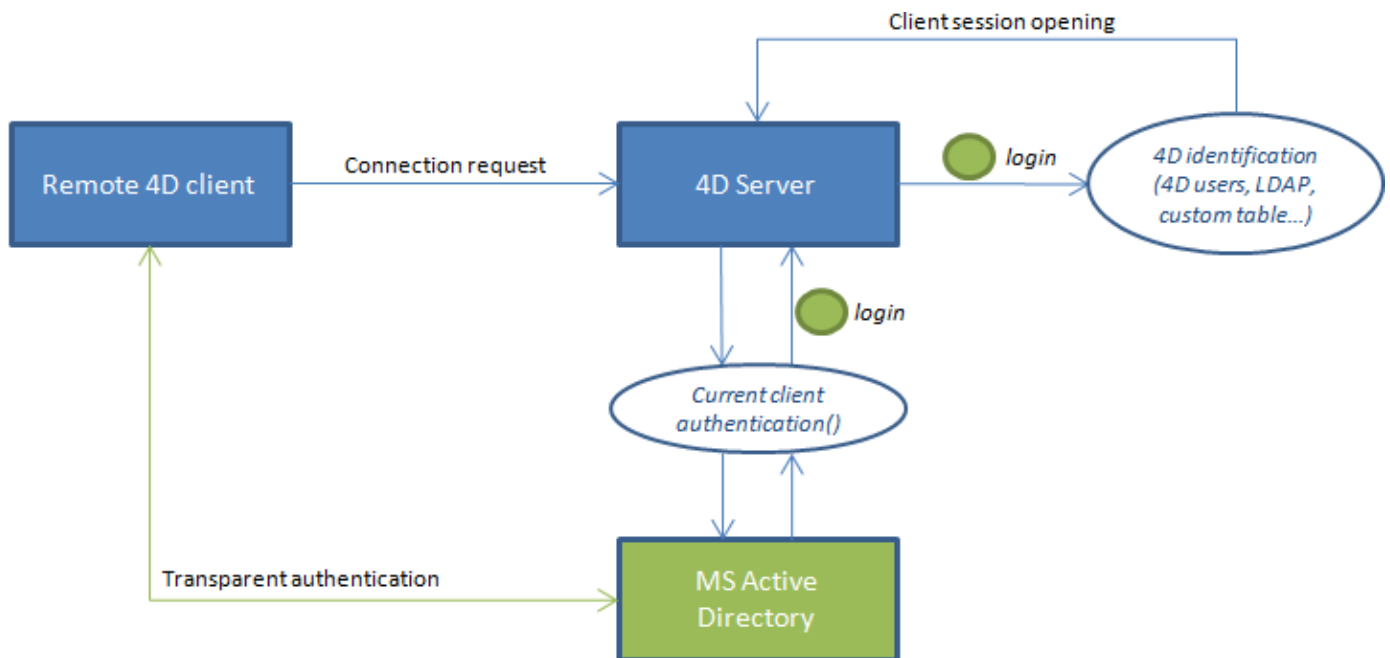 Client session opening
Remote 4D client
Connection request
4D Server
login
4D identification
(4D users, LDAP,
custom table...)
login
Current client
authentication()
Transparent authentication
MS Active
Directory